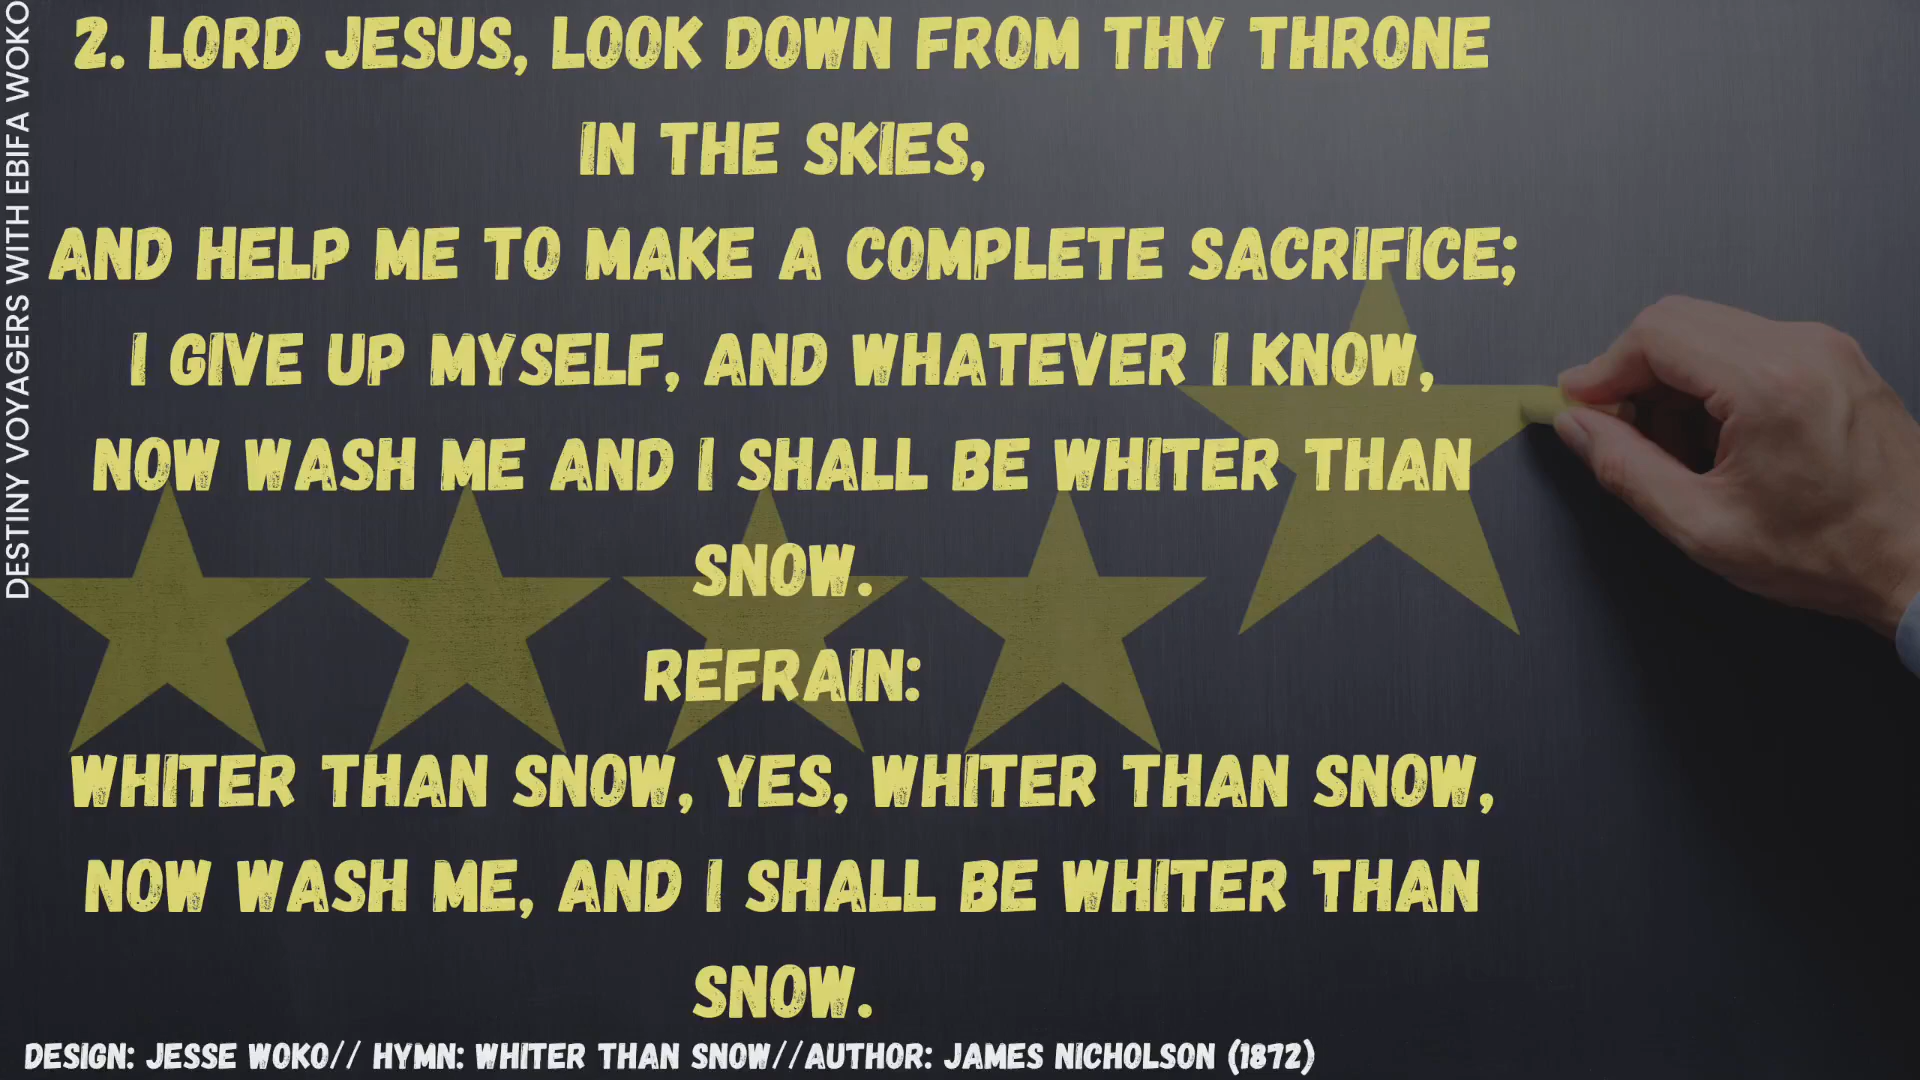 DESTINY VOYAGERS WITH EBIFA WOKO
2. LORD JESUS, LOOK DOWN FROM THY THRONE
IN THE SKIES,
AND HELP ME TO MAKE A COMPLETE SACRIFICE;
I GIVE UP MYSELF, AND WHATEVER I KNOW,
NOW WASH ME AND I SHALL BE WHITER THAN
SNOW.
REFRAIN:
WHITER THAN SNOW, YES, WHITER THAN SNOW,
NOW WASH ME, AND I SHALL BE WHITER THAN
SNOW.
DESIGN: JESSE WOKO// HYMN: WHITER THAN SNOW//AUTHOR: JAMES NICHOLSON (1872)